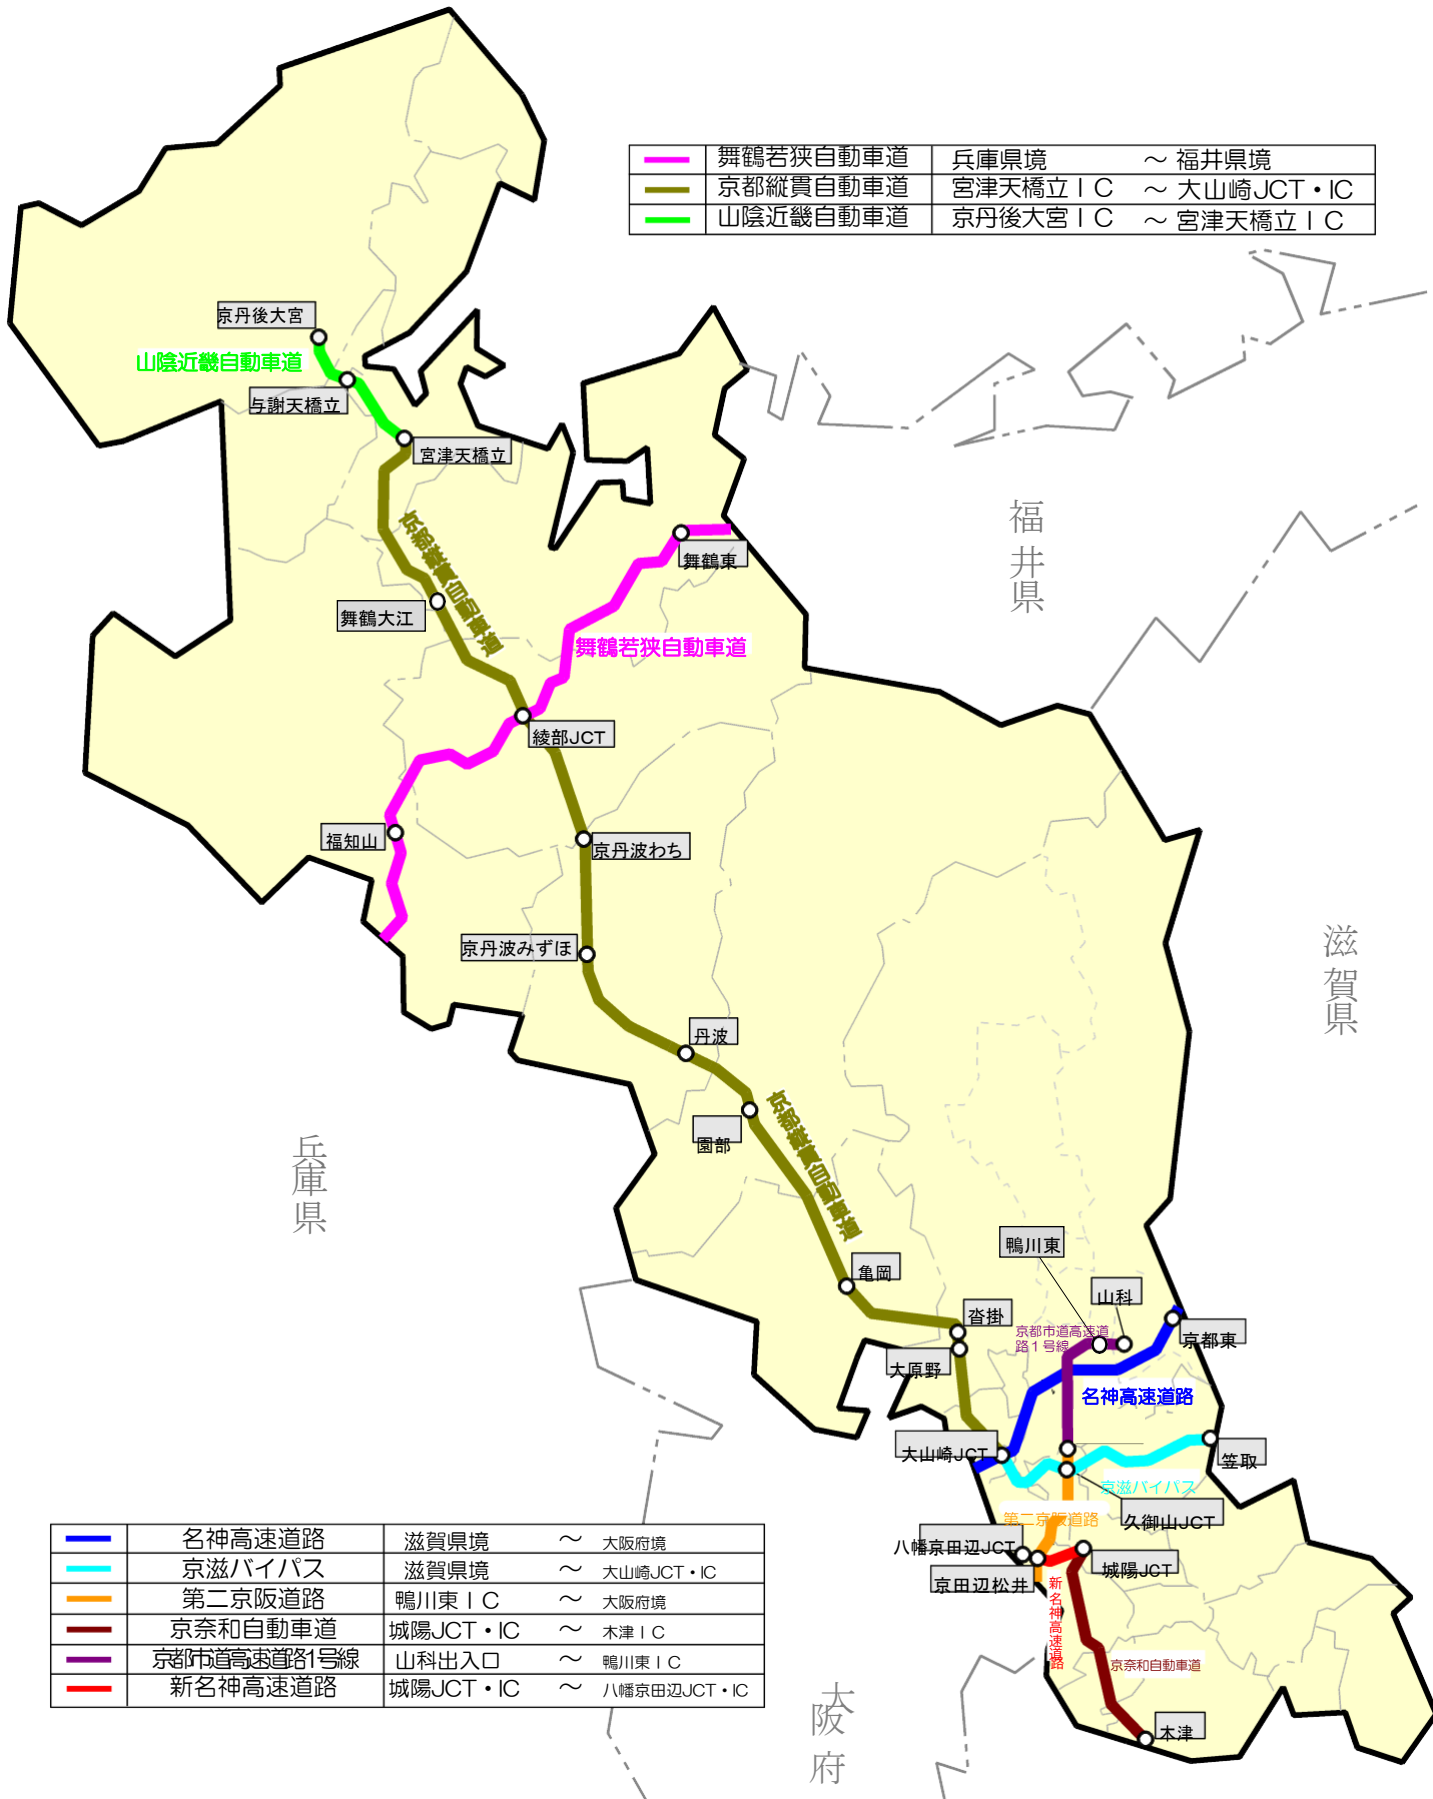 舞鶴若狭自動車道 兵庫県境 ～ 福井県境
京都縦貫自動車道 宮津天橋立ＩＣ ～ 大山崎JCT・IC
山陰近畿自動車道 京丹後大宮ＩＣ ～ 宮津天橋立ＩＣ
京丹後大宮
山陰近畿自動車道
与謝天橋立
宮津天橋立
京都縦貫自動車道
舞鶴東
福井県
舞鶴大江
舞鶴若狭自動車道
綾部JCT
福知山
京丹波わち
京丹波みずほ
滋賀県
丹波
園部
京都縦貫自動車道
兵庫県
鴨川東
亀岡
山科
沓掛
京都市道高速道
路１号線
京都東
大原野
名神高速道路
大山崎JCT
笠取
京滋バイパス
第二京阪道路
久御山JCT
八幡京田辺JCT
城陽JCT
京田辺松井
新名神高速道路
京奈和自動車道
木津
大阪府
名神高速道路 滋賀県境 ～ 大阪府境
京滋バイパス 滋賀県境 ～ 大山崎JCT・IC
第二京阪道路 鴨川東ＩＣ ～ 大阪府境
京奈和自動車道 城陽JCT・IC ～ 木津ＩＣ
京都市道高速道路1号線 山科出入口 ～ 鴨川東ＩＣ
新名神高速道路 城陽JCT・IC ～ 八幡京田辺JCT・IC